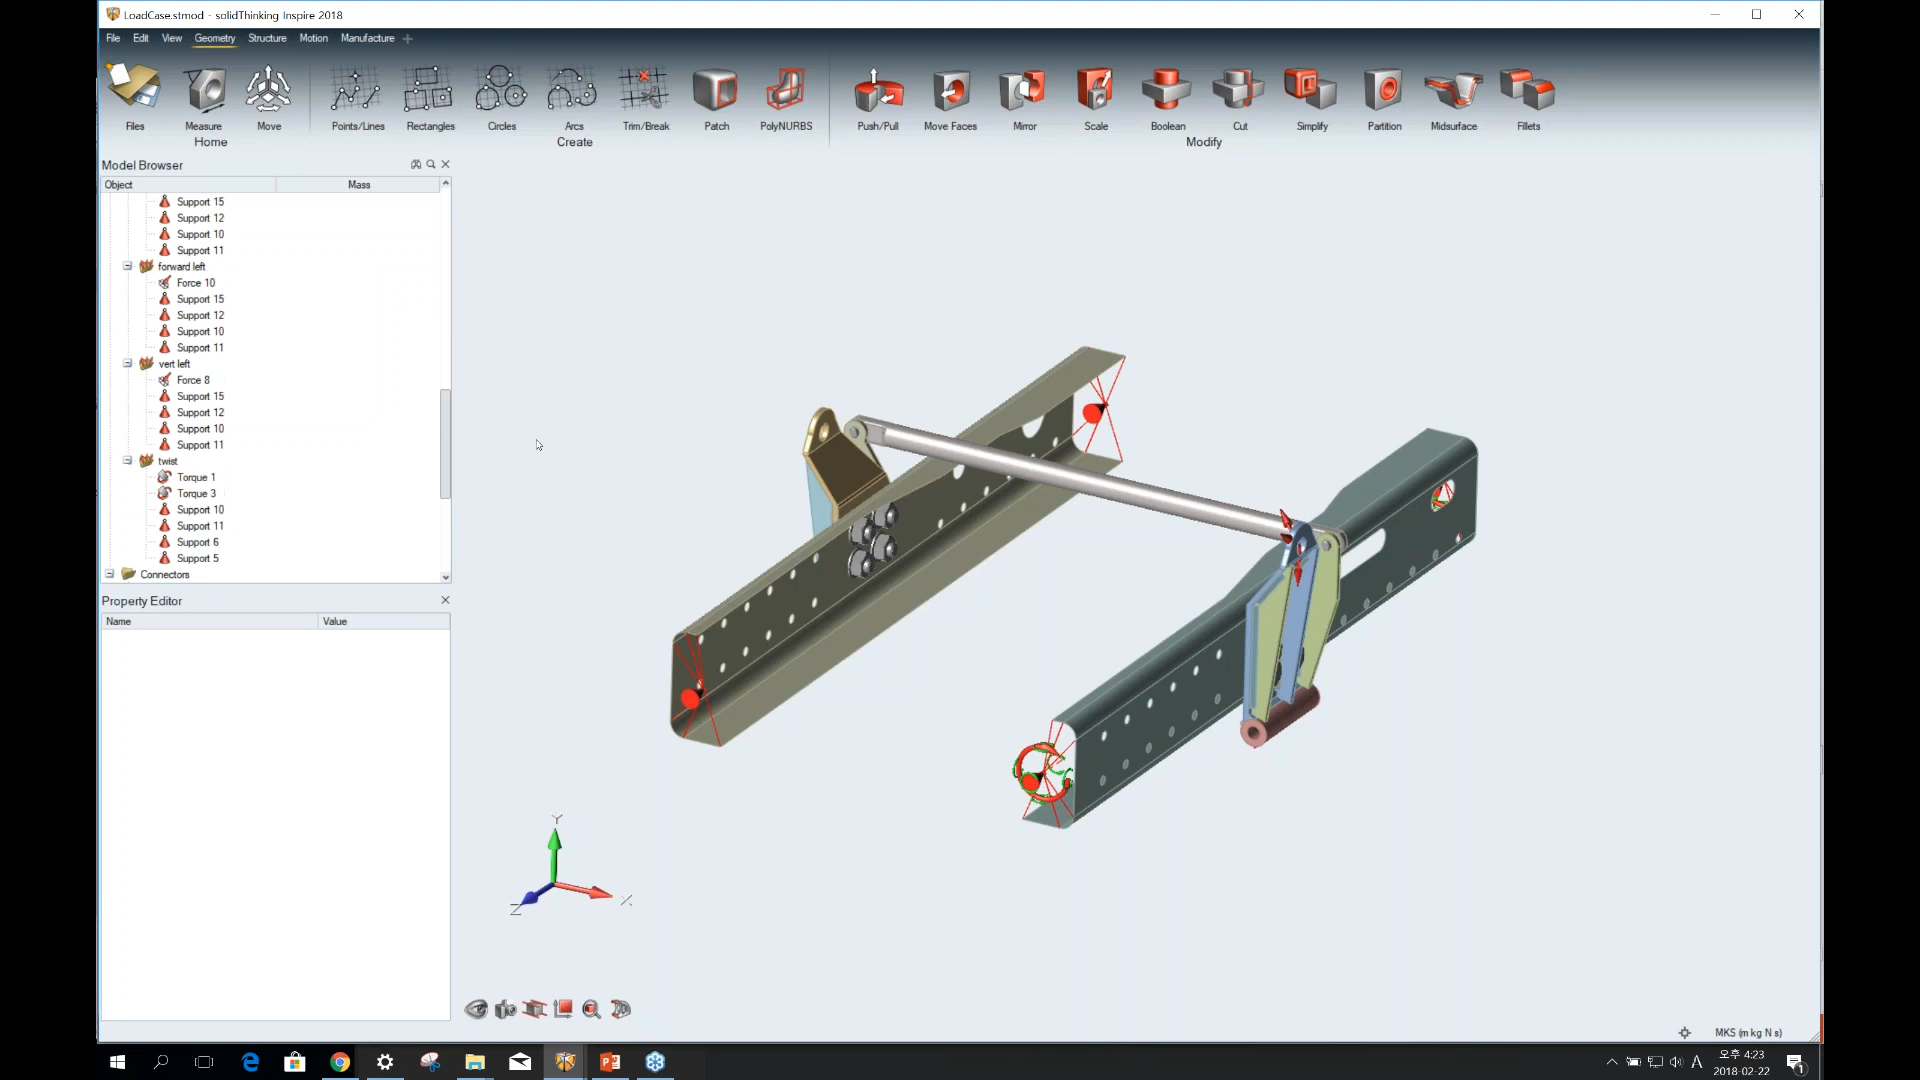 LoadCase.stmod - solidThinking Inspire 2018
File Edit View Geometry Structure Motion Manufacture
Files Measure Move Points/Lines Rectangles Circles Arcs Trim/Break Patch PolyNURBS Push/Pull Move Faces Mirror Scale Boolean Cut Simplify Partition Midsurface Fillets
Home Create Modify
Model Browser
Object Mass
Support 15
Support 12
Support 10
Support 11
forward left
Force 10
Support 15
Support 12
Support 10
Support 11
vert left
Force 8
Support 15
Support 12
Support 10
Support 11
twist
Torque 1
Torque 3
Support 10
Support 11
Support 6
Support 5
Connectors
Property Editor
Name Value
Y
X
Z
MKS (m kg N s)
A
오후 4:23
2018-02-22
1